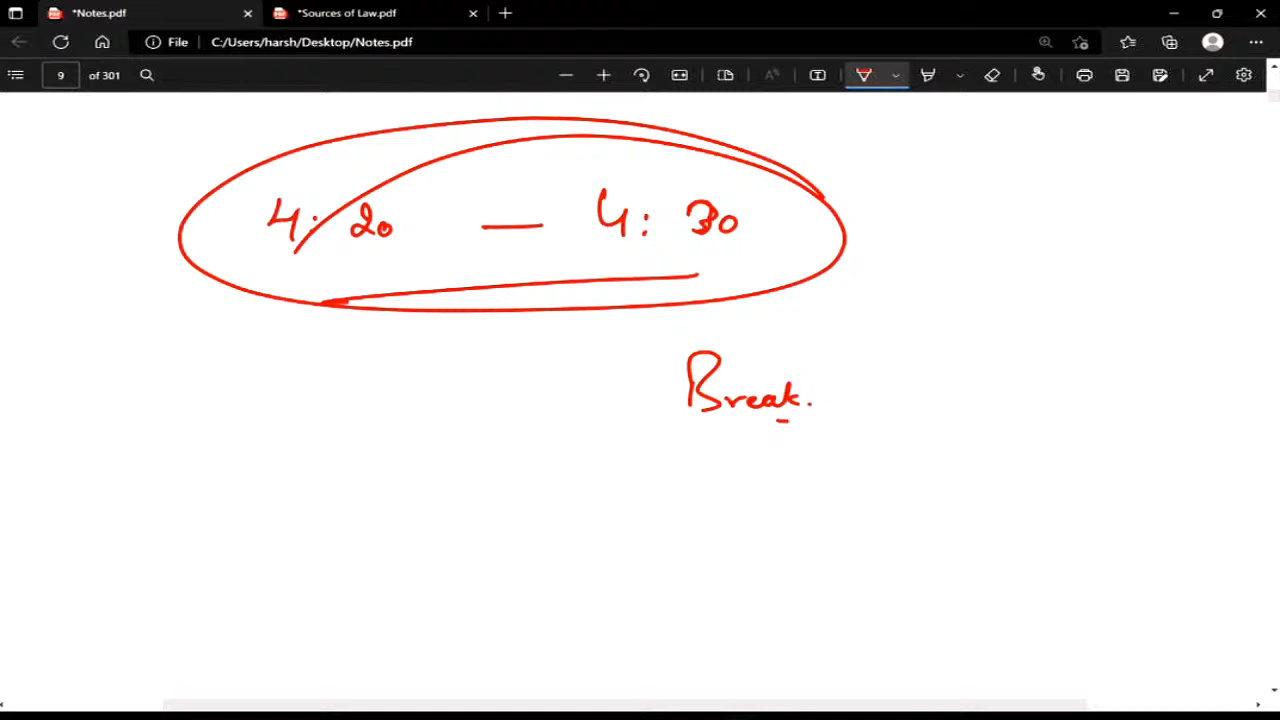 *Notes.pdf
*Sources of Law.pdf
File C:/Users/harsh/Desktop/Notes.pdf
9 of 301
4: 20 — 4: 30
Break.